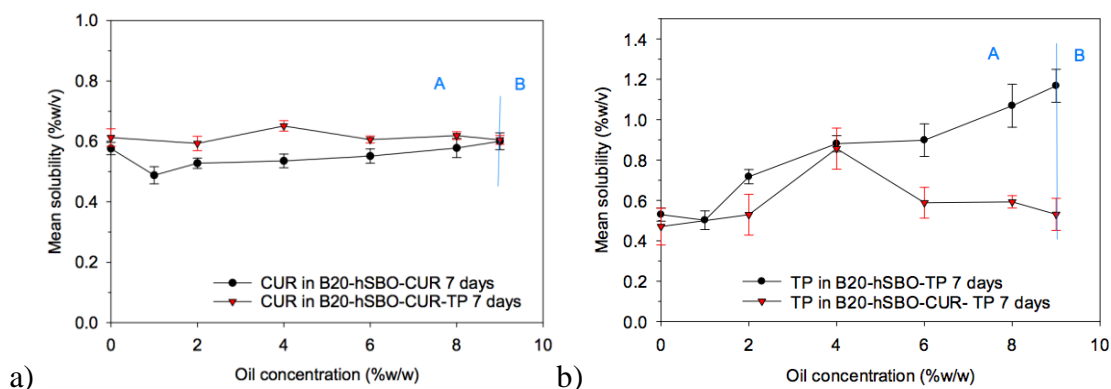 1.0
0.8
0.6
0.4
0.2
0.0
Mean solubility (%w/v)
A
B
CUR in B20-hSBO-CUR 7 days
CUR in B20-hSBO-CUR-TP 7 days
0 2 4 6 8 10
Oil concentration (%w/w)
a)
1.4
1.2
1.0
0.8
0.6
0.4
0.2
0.0
Mean solubility (%w/v)
A
B
TP in B20-hSBO-TP 7 days
TP in B20-hSBO-CUR- TP 7 days
0 2 4 6 8 10
Oil concentration (%w/w)
b)